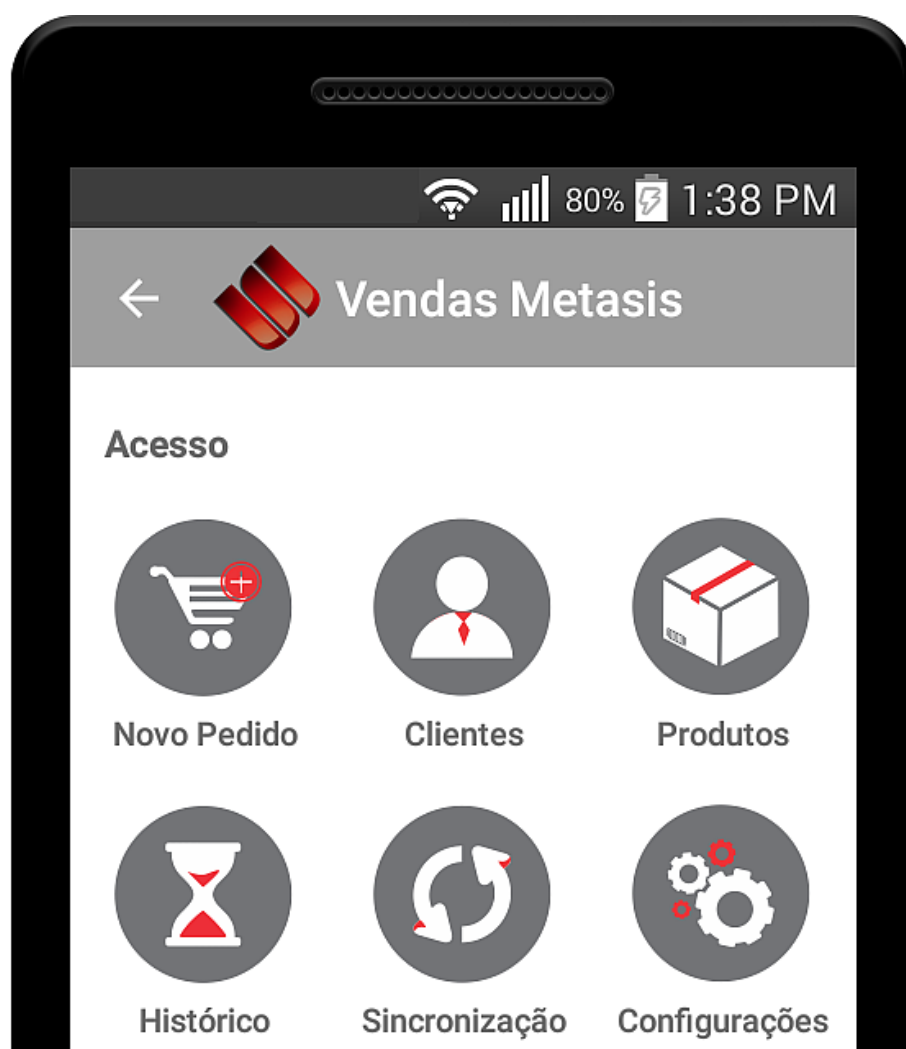 80% 1:38 PM
Vendas Metasis
Acesso
Novo Pedido Clientes Produtos
Histórico Sincronização Configurações